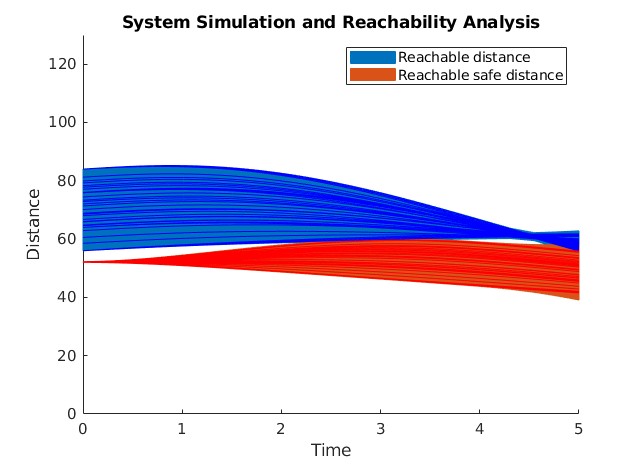 System Simulation and Reachability Analysis
Reachable distance
Reachable safe distance
Distance
120
100
80
60
40
20
0
0 1 2 3 4 5
Time